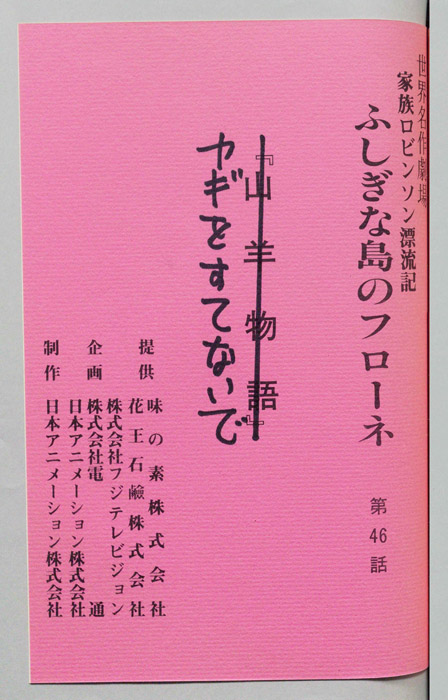 世界名作劇場
家族ロビンソン漂流記
ふしぎな島のフローネ
第46話
『山羊物語』
ヤギをすてないで
提供 味の素株式会社
花王石鹸株式会社
企画 株式会社フジテレビジョン
株式会社電通
日本アニメーション株式会社
制作 日本アニメーション株式会社